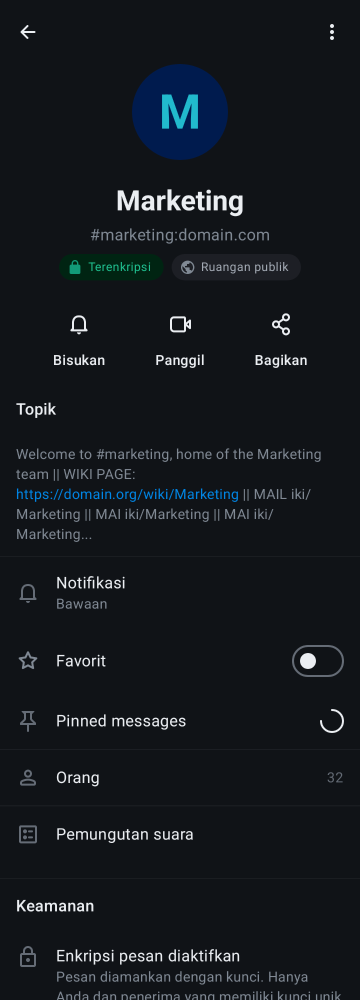 M
Marketing
#marketing:domain.com
Terenkripsi
Ruangan publik
Bisukan
Panggil
Bagikan
Topik
Welcome to #marketing, home of the Marketing
team || WIKI PAGE:
https://domain.org/wiki/Marketing || MAIL iki/
Marketing || MAI iki/Marketing || MAI iki/
Marketing...
Notifikasi
Bawaan
Favorit
Pinned messages
Orang
32
Pemungutan suara
Keamanan
Enkripsi pesan diaktifkan
Pesan diamankan dengan kunci. Hanya
Anda dan penerima yang memiliki kunci unik